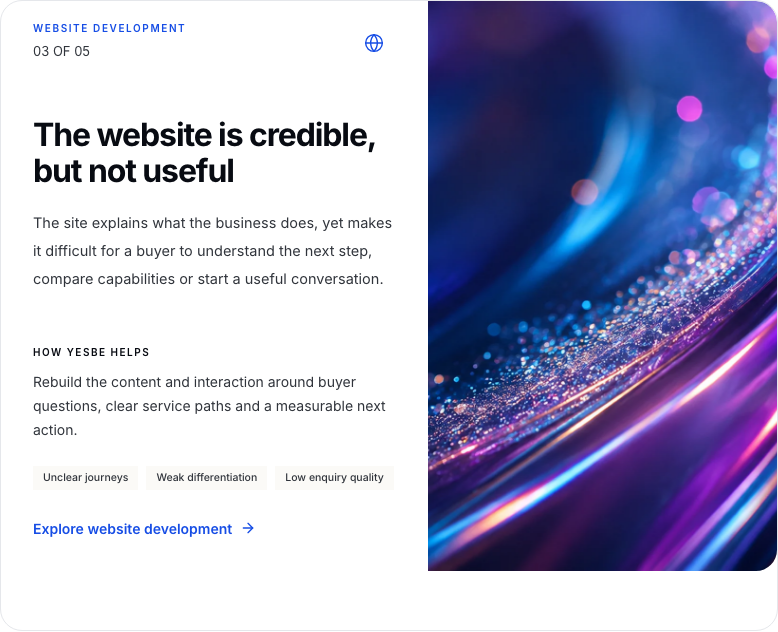 WEBSITE DEVELOPMENT
03 OF 05
The website is credible,
but not useful
The site explains what the business does, yet makes
it difficult for a buyer to understand the next step,
compare capabilities or start a useful conversation.
HOW YESBE HELPS
Rebuild the content and interaction around buyer
questions, clear service paths and a measurable next
action.
Unclear journeys Weak differentiation Low enquiry quality
Explore website development